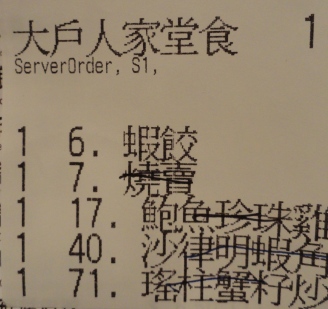 大戶人家堂食 1
ServerOrder, S1,
1 6. 蝦餃
1 7. 燒賣
1 17. 鮑魚珍珠雞
1 40. 沙律明蝦角
1 71. 瑤柱蟹籽炒